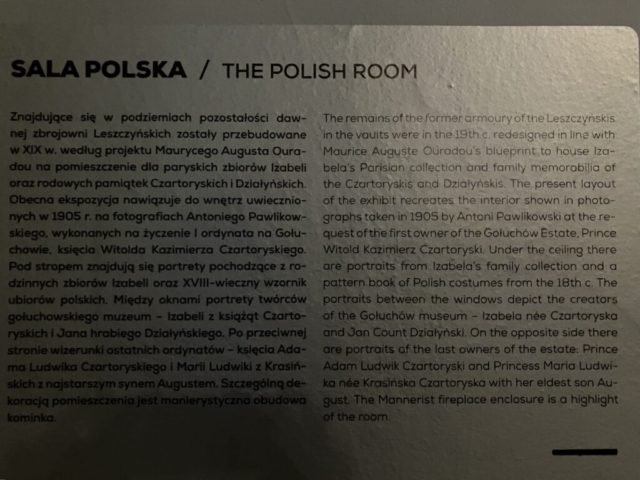 SALA POLSKA / THE POLISH ROOM
Znajdujące się w podziemiach pozostałości daw-
nej zbrojowni Leszczyńskich zostały przebudowane
w XIX w. według projektu Maurycego Augusta Oura-
dou na pomieszczenie dla paryskich zbiorów Izabeli
oraz rodowych pamiątek Czartoryskich i Działyńskich.
Obecna ekspozycja nawiązuje do wnętrz uwiecznio-
nych w 1905 r. na fotografiach Antoniego Pawlikow-
skiego, wykonanych na życzenie I ordynata na Gołu-
chowie, księcia Witolda Kazimierza Czartoryskiego.
Pod stropem znajdują się portrety pochodzące z ro-
dzinnych zbiorów Izabeli oraz XVIII-wieczny wzornik
ubiorów polskich. Między oknami portrety twórców
gołuchowskiego muzeum – Izabeli z książąt Czarto-
ryskich i Jana hrabiego Działyńskiego. Po przeciwnej
stronie wizerunki ostatnich ordynatów – księcia Ada-
ma Ludwika Czartoryskiego i Marii Ludwiki z Krasiń-
skich z najstarszym synem Augustem. Szczególną de-
koracją pomieszczenia jest manierystyczna obudowa
kominka.
The remains of the former armoury of the Leszczyńskis
in the vaults were in the 19th c. redesigned in line with
Maurice Auguste Ouradou's blueprint to house Iza-
bela's Parisian collection and family memorabilia of
the Czartoryskis and Działyńskis. The present layout
of the exhibit recreates the interior shown in photo-
graphs taken in 1905 by Antoni Pawlikowski at the re-
quest of the first owner of the Gołuchów Estate, Prince
Witold Kazimierz Czartoryski. Under the ceiling there
are portraits from Izabela's family collection and a
pattern book of Polish costumes from the 18th c. The
portraits between the windows depict the creators
of the Gołuchów museum – Izabela née Czartoryska
and Jan Count Działyński. On the opposite side there
are portraits of the last owners of the estate: Prince
Adam Ludwik Czartoryski and Princess Maria Ludwi-
ka née Krasińska Czartoryska with her eldest son Au-
gust. The Mannerist fireplace enclosure is a highlight
of the room.